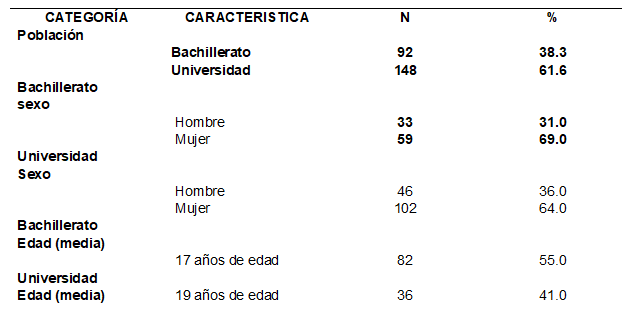 CATEGORÍA CARACTERISTICA N %
Población
Bachillerato 92 38.3
Universidad 148 61.6
Bachillerato
sexo
Hombre 33 31.0
Mujer 59 69.0
Universidad
Sexo
Hombre 46 36.0
Mujer 102 64.0
Bachillerato
Edad (media)
17 años de edad 82 55.0
Universidad
Edad (media) 19 años de edad 36 41.0